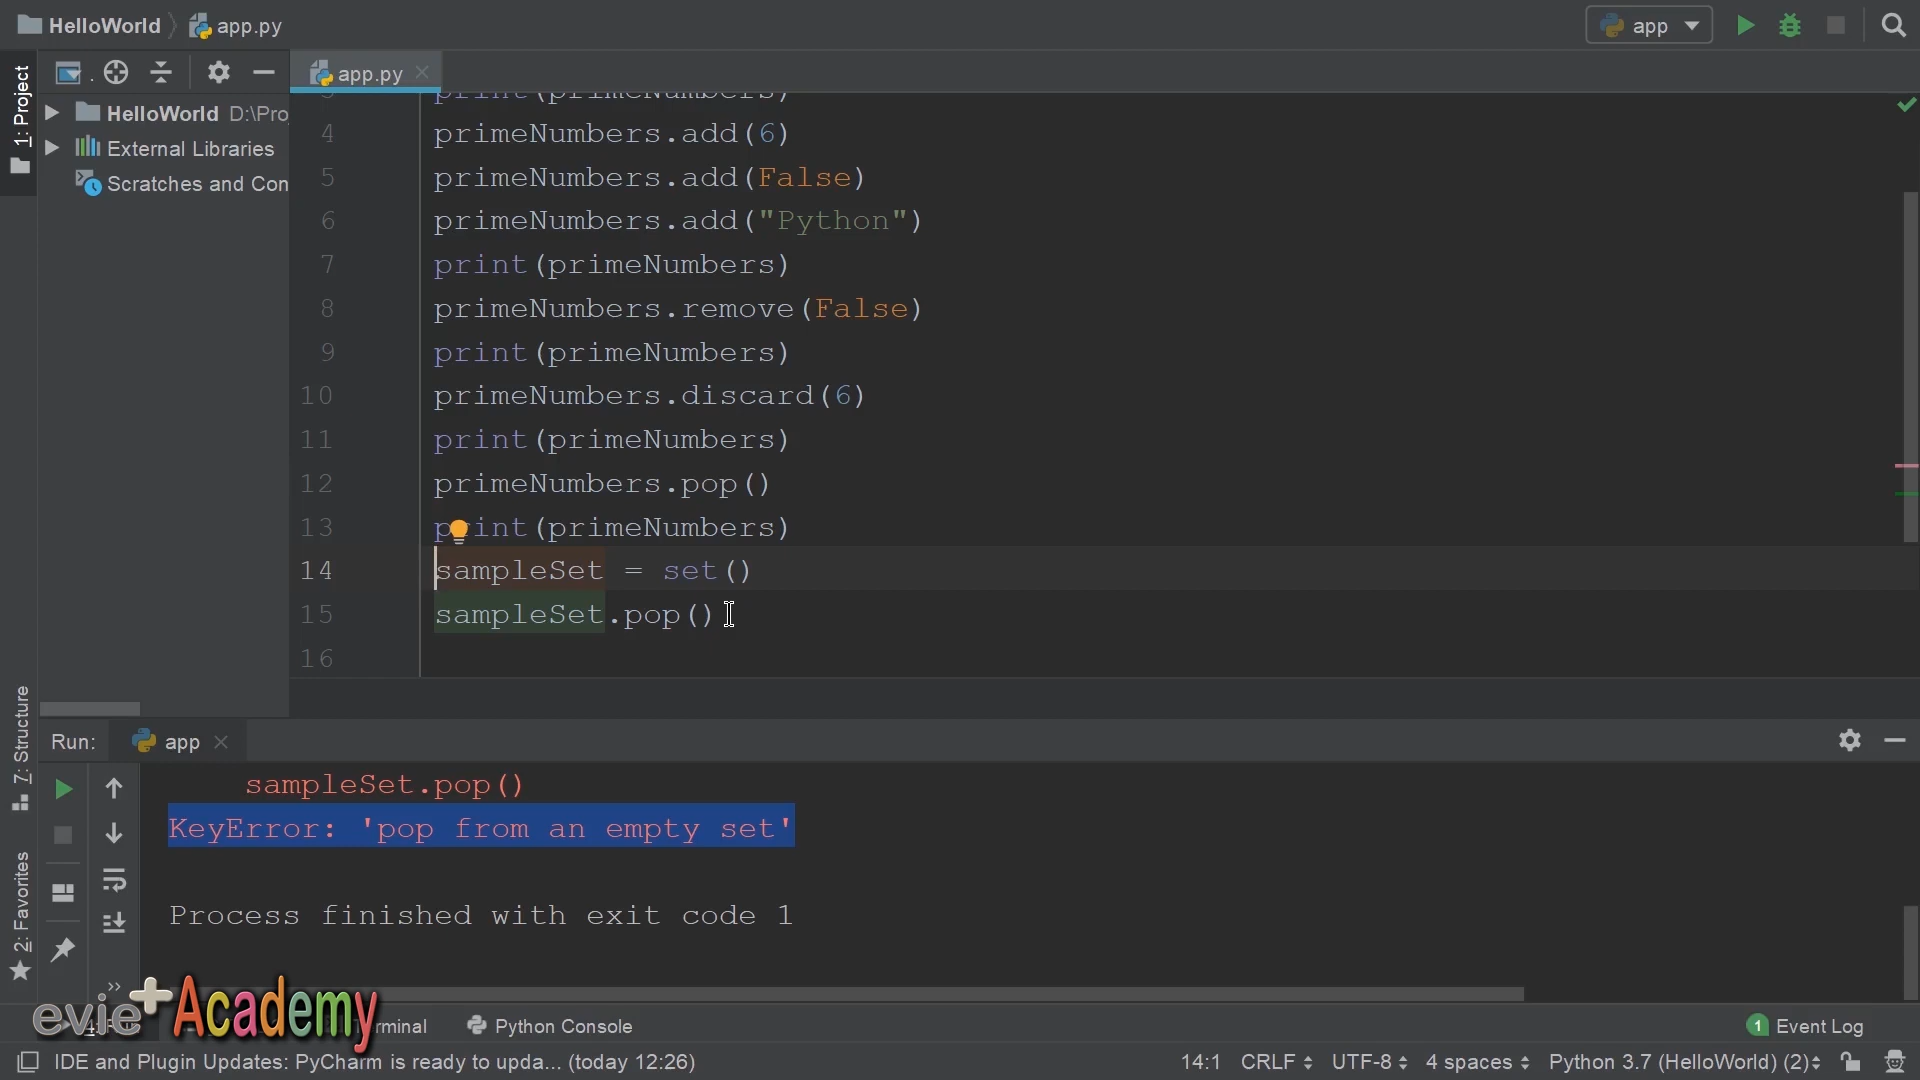 HelloWorld
app.py
app
1: Project
app.py
HelloWorld D:\Pro
External Libraries
Scratches and Con
3 print(primeNumbers)
4 primeNumbers.add(6)
5 primeNumbers.add(False)
6 primeNumbers.add("Python")
7 print(primeNumbers)
8 primeNumbers.remove(False)
9 print(primeNumbers)
10 primeNumbers.discard(6)
11 print(primeNumbers)
12 primeNumbers.pop()
13 print(primeNumbers)
14 sampleSet = set()
15 sampleSet.pop()
16
7: Structure
2: Favorites
Run: app
sampleSet.pop()
KeyError: 'pop from an empty set'
Process finished with exit code 1
evie+Academy
Python Console
1 Event Log
IDE and Plugin Updates: PyCharm is ready to upda... (today 12:26)
14:1 CRLF UTF-8 4 spaces Python 3.7 (HelloWorld) (2)